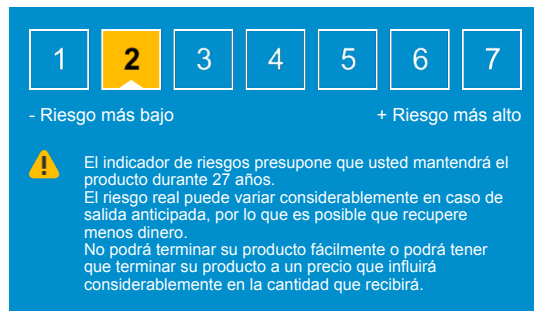 1 2 3 4 5 6 7
- Riesgo más bajo + Riesgo más alto
El indicador de riesgos presupone que usted mantendrá el
producto durante 27 años.
El riesgo real puede variar considerablemente en caso de
salida anticipada, por lo que es posible que recupere
menos dinero.
No podrá terminar su producto fácilmente o podrá tener
que terminar su producto a un precio que influirá
considerablemente en la cantidad que recibirá.